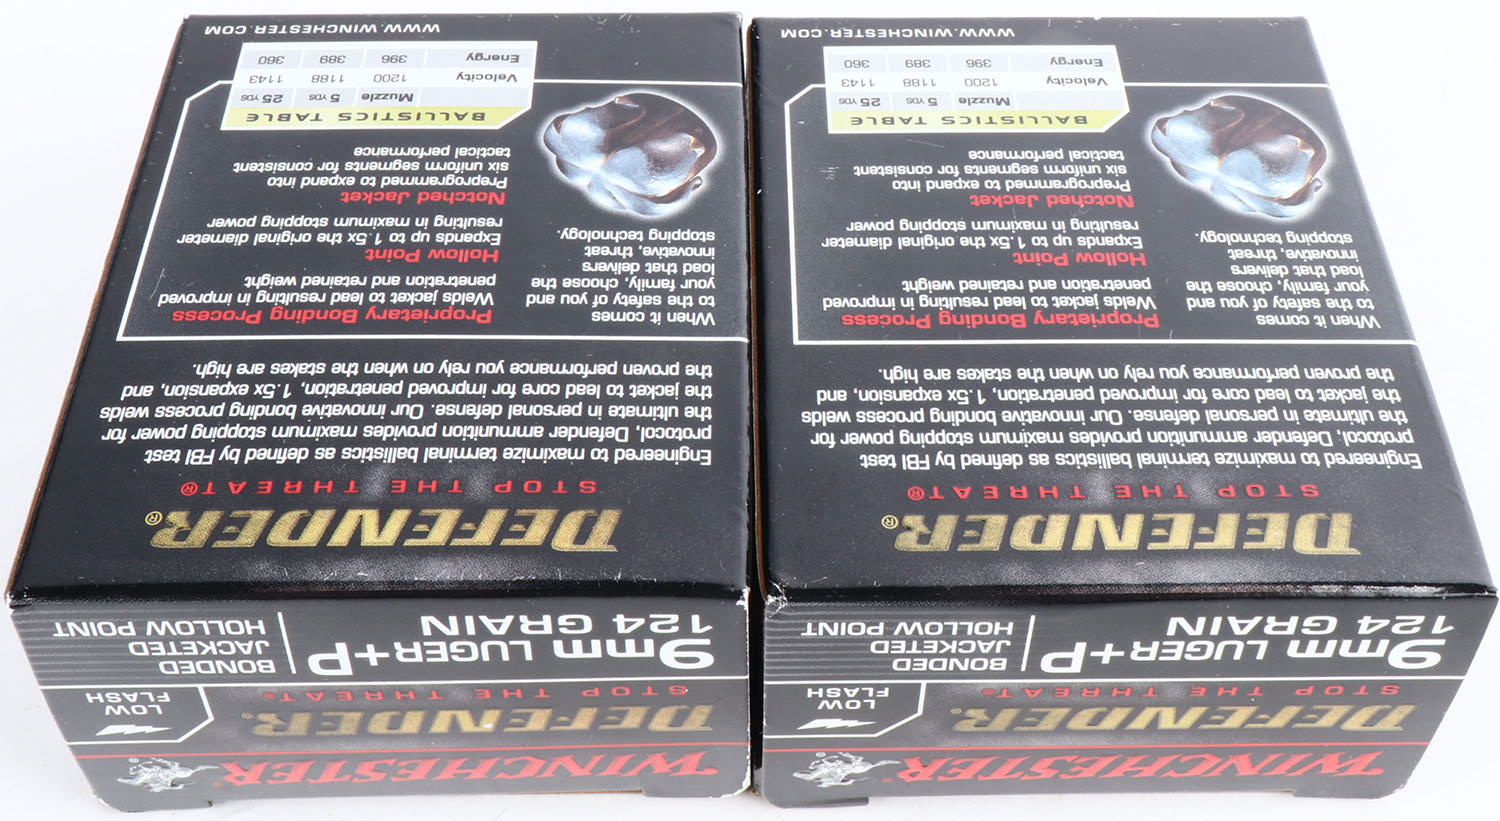 WINCHESTER®
DEFENDER®
STOP THE THREAT®
LOW
FLASH
9mm LUGER+P
124 GRAIN
BONDED
JACKETED
HOLLOW POINT
DEFENDER®
STOP THE THREAT®
Engineered to maximize terminal ballistics as defined by FBI test
protocol, Defender ammunition provides maximum stopping power for
the ultimate in personal defense. Our innovative bonding process welds
the jacket to lead core for improved penetration, 1.5x expansion, and
the proven performance you rely on when the stakes are high.
When it comes
to the safety of you and
your family, choose the
load that delivers
innovative, threat
stopping technology.
Proprietary Bonding Process
Welds jacket to lead resulting in improved
penetration and retained weight
Hollow Point
Expands up to 1.5x the original diameter
resulting in maximum stopping power
Notched Jacket
Preprogrammed to expand into
six uniform segments for consistent
tactical performance
BALLISTICS TABLE
Muzzle 5 YDS 25 YDS
Velocity 1200 1188 1143
Energy 396 389 360
WWW.WINCHESTER.COM
WINCHESTER®
DEFENDER®
STOP THE THREAT®
LOW
FLASH
9mm LUGER+P
124 GRAIN
BONDED
JACKETED
HOLLOW POINT
DEFENDER®
STOP THE THREAT®
Engineered to maximize terminal ballistics as defined by FBI test
protocol, Defender ammunition provides maximum stopping power for
the ultimate in personal defense. Our innovative bonding process welds
the jacket to lead core for improved penetration, 1.5x expansion, and
the proven performance you rely on when the stakes are high.
When it comes
to the safety of you and
your family, choose the
load that delivers
innovative, threat
stopping technology.
Proprietary Bonding Process
Welds jacket to lead resulting in improved
penetration and retained weight
Hollow Point
Expands up to 1.5x the original diameter
resulting in maximum stopping power
Notched Jacket
Preprogrammed to expand into
six uniform segments for consistent
tactical performance
BALLISTICS TABLE
Muzzle 5 YDS 25 YDS
Velocity 1200 1188 1143
Energy 396 389 360
WWW.WINCHESTER.COM